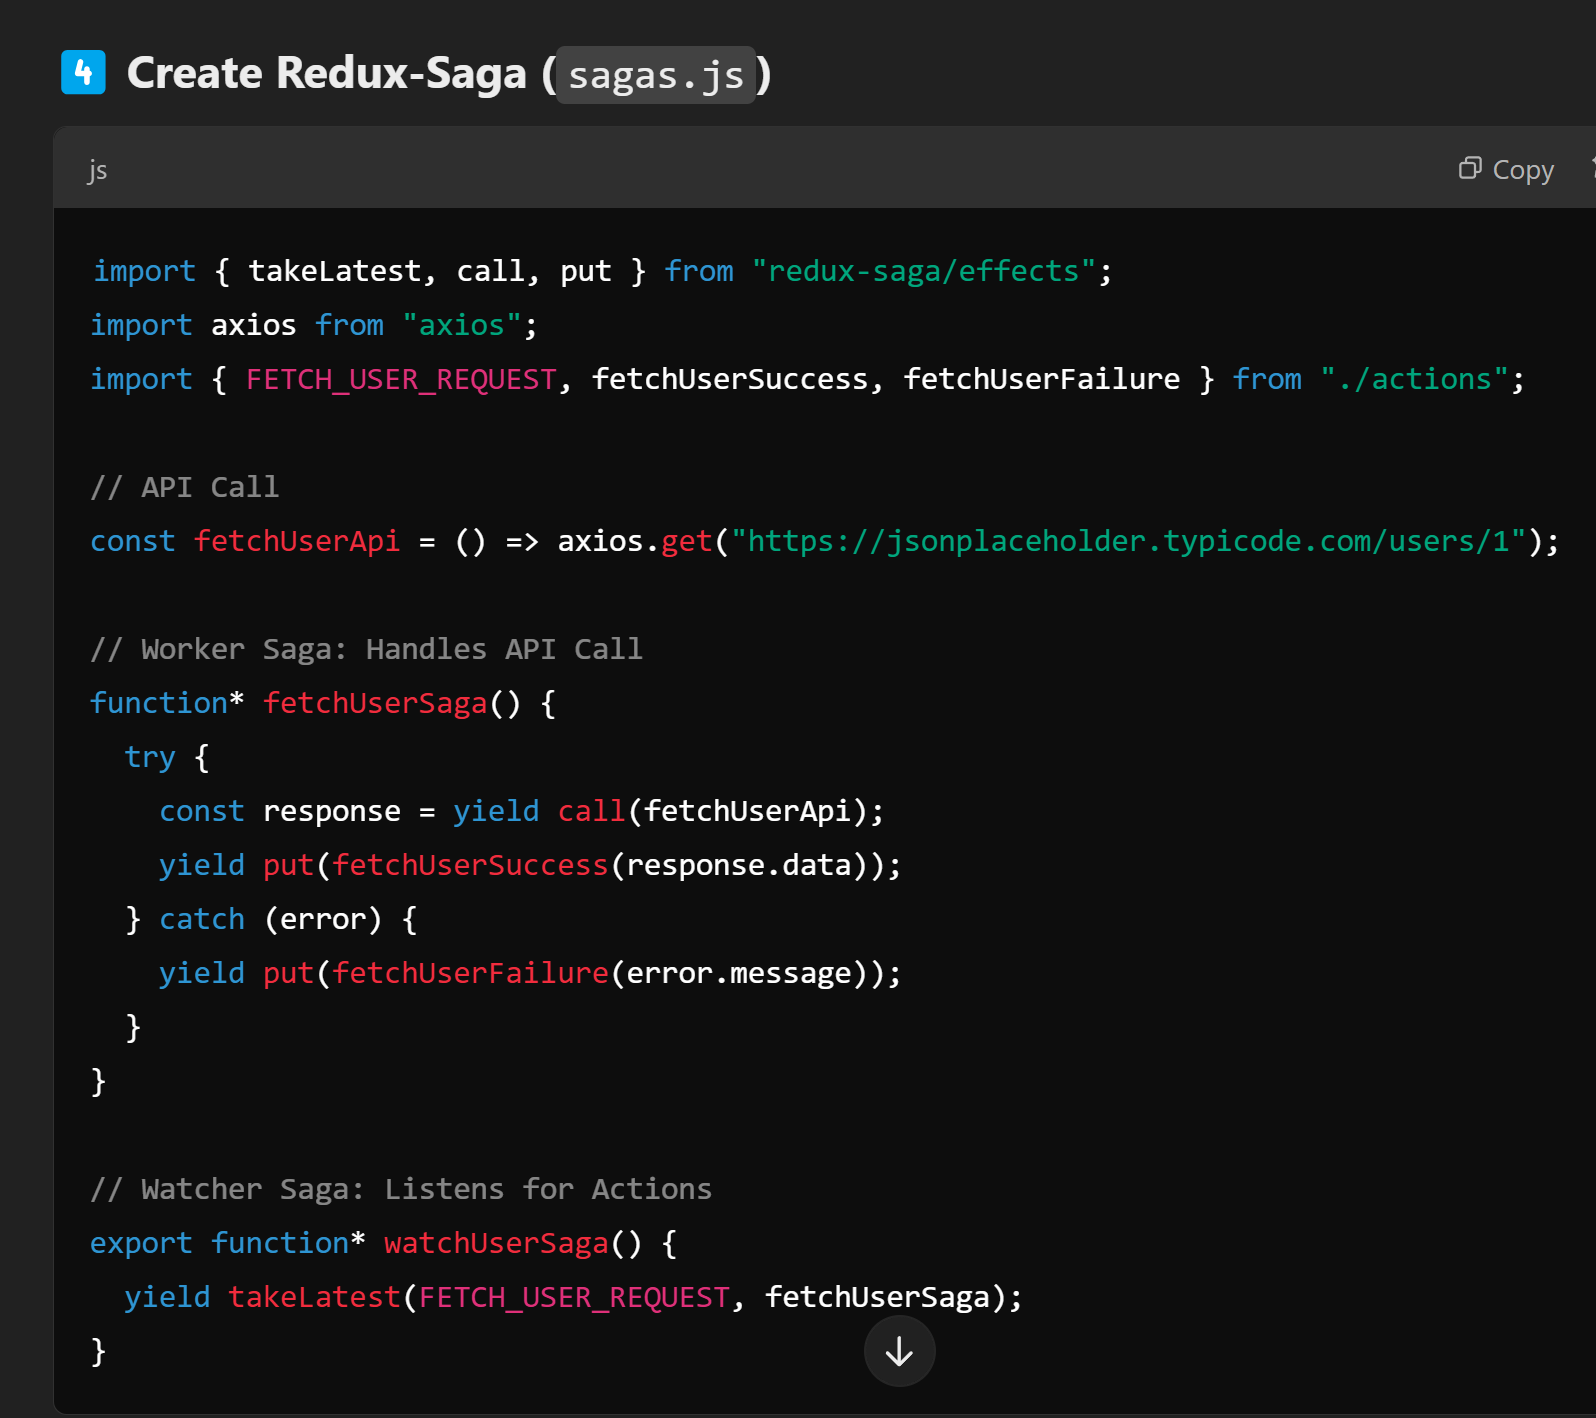 4 Create Redux-Saga (sagas.js)
js
Copy
import { takeLatest, call, put } from "redux-saga/effects";
import axios from "axios";
import { FETCH_USER_REQUEST, fetchUserSuccess, fetchUserFailure } from "./actions";
// API Call
const fetchUserApi = () => axios.get("https://jsonplaceholder.typicode.com/users/1");
// Worker Saga: Handles API Call
function* fetchUserSaga() {
  try {
    const response = yield call(fetchUserApi);
    yield put(fetchUserSuccess(response.data));
  } catch (error) {
    yield put(fetchUserFailure(error.message));
  }
}
// Watcher Saga: Listens for Actions
export function* watchUserSaga() {
  yield takeLatest(FETCH_USER_REQUEST, fetchUserSaga);
}